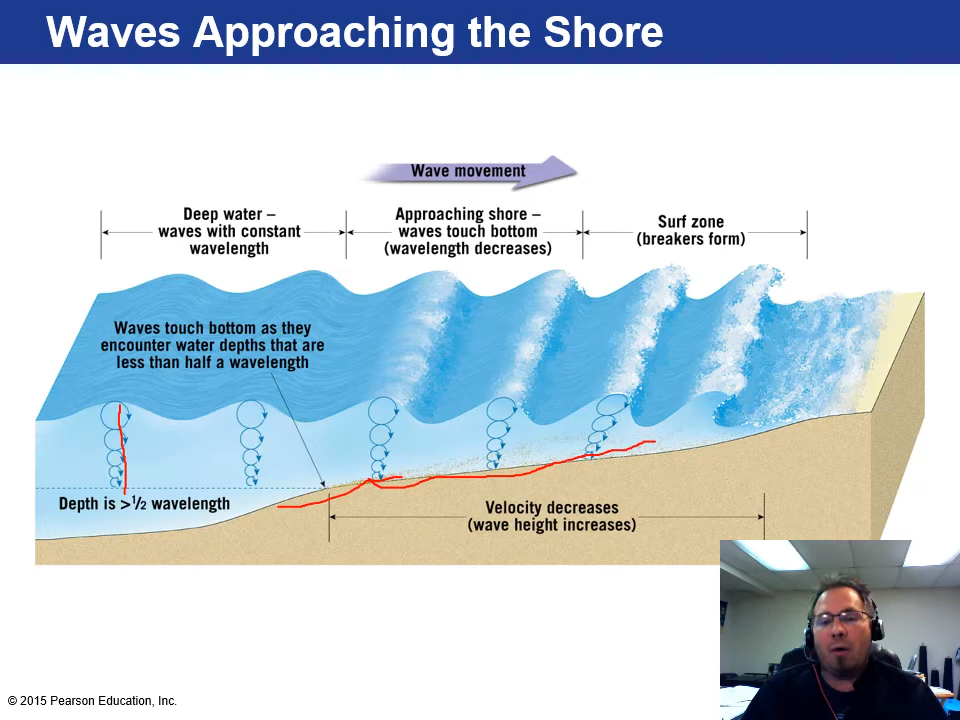 Waves Approaching the Shore
Wave movement
Deep water –
waves with constant
wavelength
Approaching shore –
waves touch bottom
(wavelength decreases)
Surf zone
(breakers form)
Waves touch bottom as they
encounter water depths that are
less than half a wavelength
Depth is >1/2 wavelength
Velocity decreases
(wave height increases)
© 2015 Pearson Education, Inc.